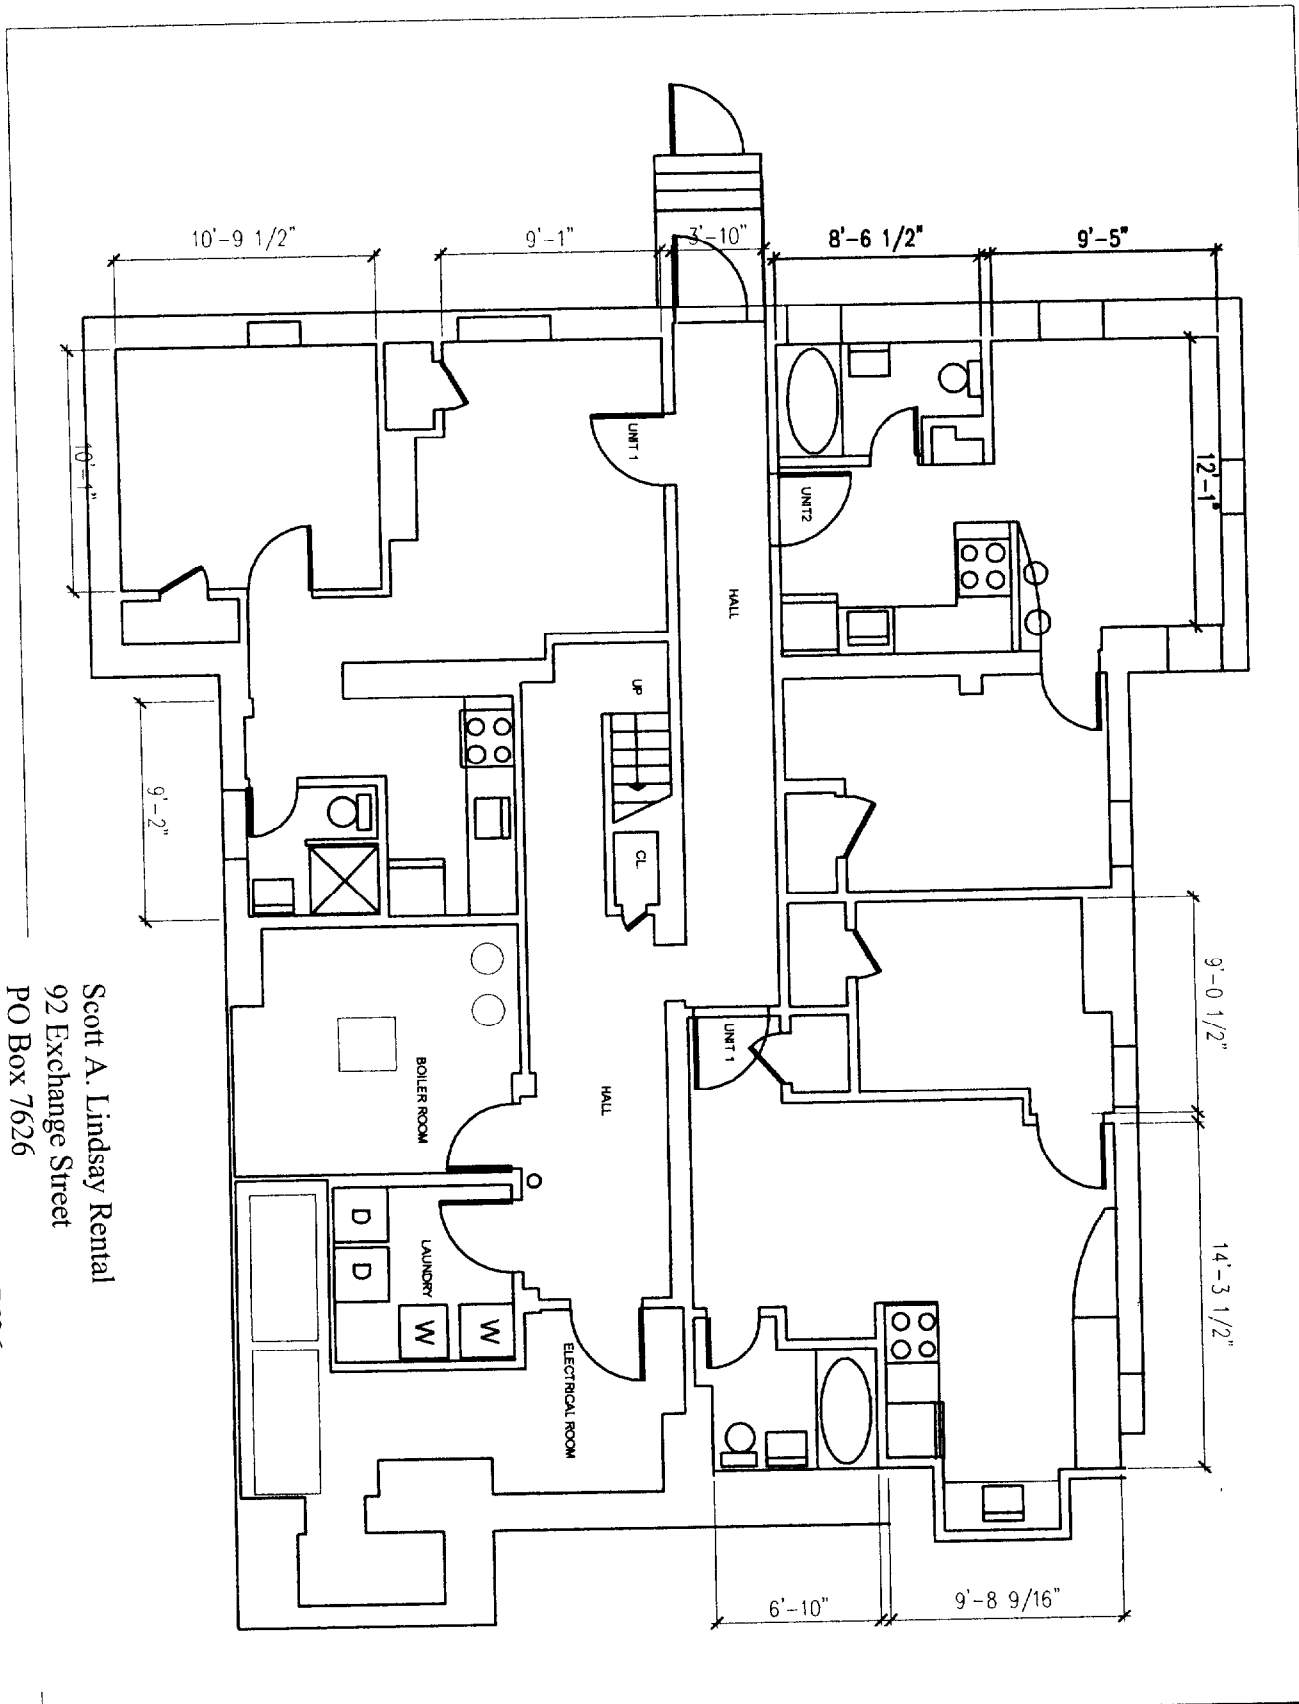 10'-9 1/2"
9'-1"
3'-10"
8'-6 1/2"
9'-5"
10'-1"
12'-1"
UNIT 1
UNIT2
HALL
UP
CL
9'-2"
9'-0 1/2"
UNIT 1
HALL
BOILER ROOM
14'-3 1/2"
D
D
LAUNDRY
W
W
ELECTRICAL ROOM
6'-10"
9'-8 9/16"
Scott A. Lindsay Rental
92 Exchange Street
PO Box 7626